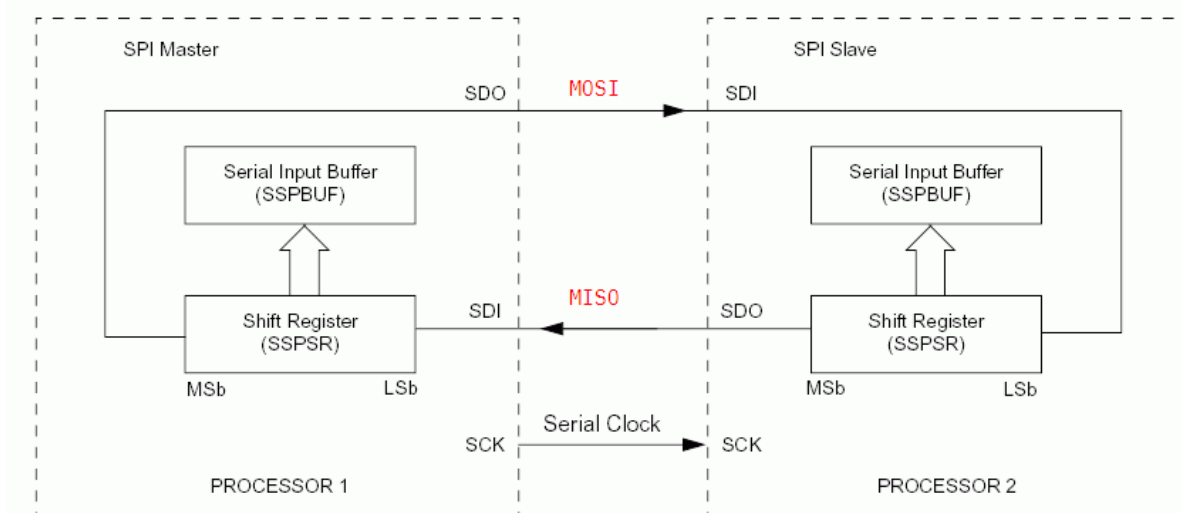 SPI Master
SPI Slave
SDO
MOSI
SDI
Serial Input Buffer
(SSPBUF)
Serial Input Buffer
(SSPBUF)
SDI
MISO
SDO
Shift Register
(SSPSR)
Shift Register
(SSPSR)
MSb
LSb
MSb
LSb
SCK
Serial Clock
SCK
PROCESSOR 1
PROCESSOR 2